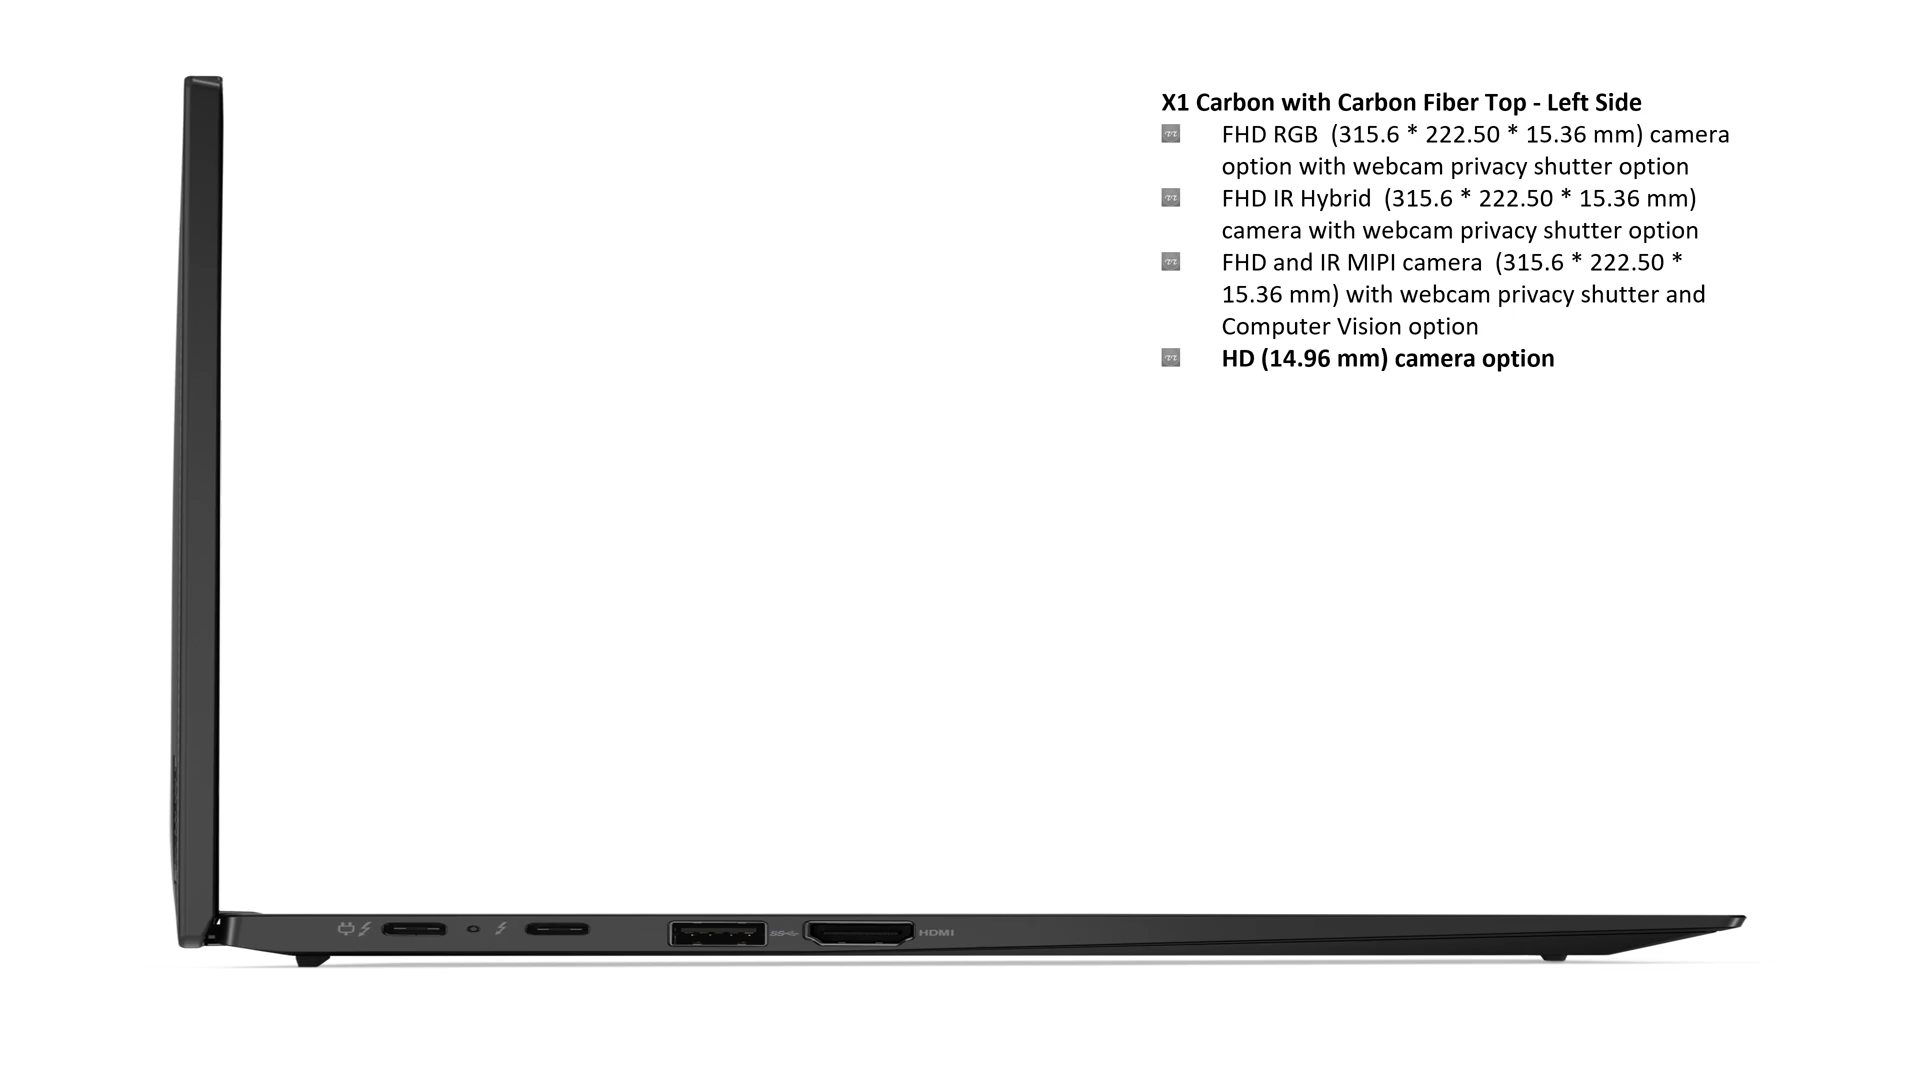 X1 Carbon with Carbon Fiber Top - Left Side
FHD RGB  (315.6 * 222.50 * 15.36 mm) camera
option with webcam privacy shutter option
FHD IR Hybrid  (315.6 * 222.50 * 15.36 mm)
camera with webcam privacy shutter option
FHD and IR MIPI camera  (315.6 * 222.50 *
15.36 mm) with webcam privacy shutter and
Computer Vision option
HD (14.96 mm) camera option
SS
HDMI